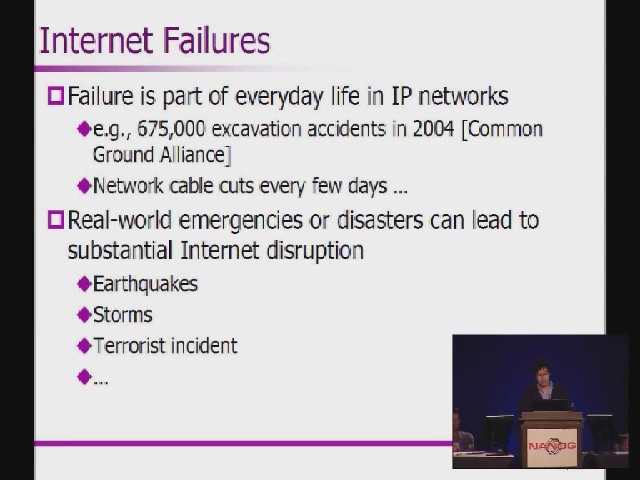 Internet Failures
Failure is part of everyday life in IP networks
e.g., 675,000 excavation accidents in 2004 [Common
Ground Alliance]
Network cable cuts every few days ...
Real-world emergencies or disasters can lead to
substantial Internet disruption
Earthquakes
Storms
Terrorist incident
...
NANOG